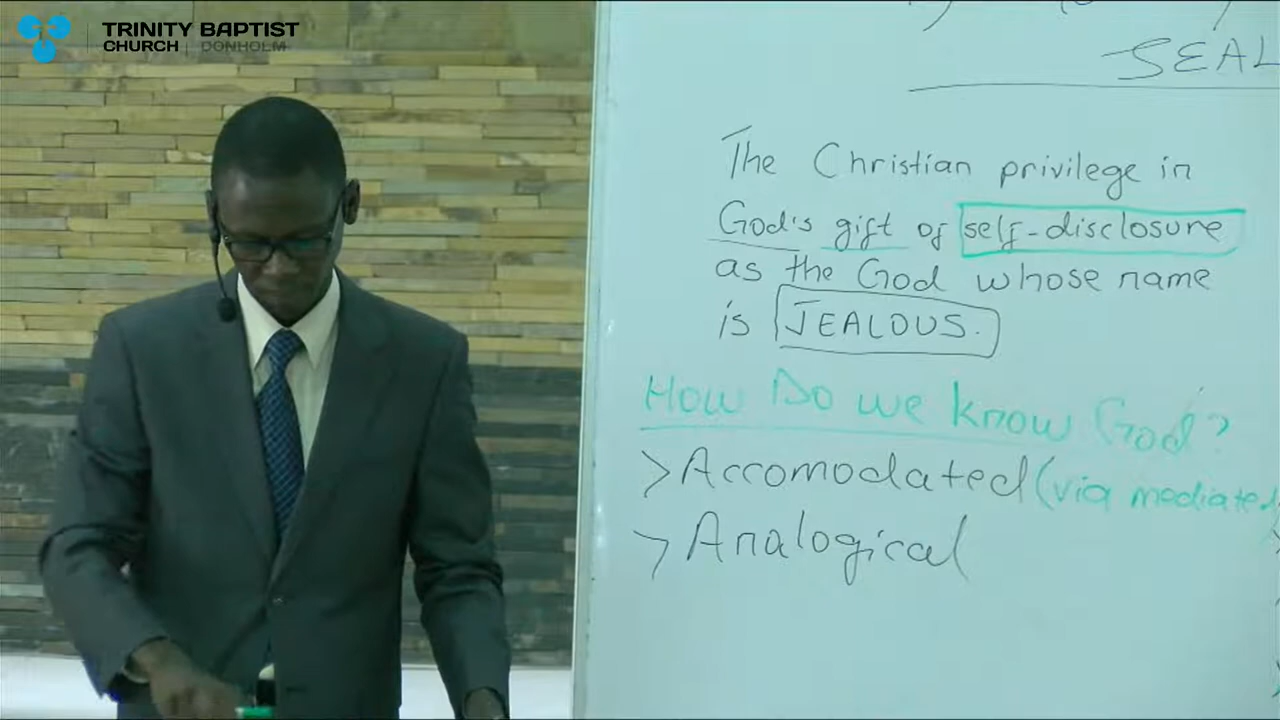 TRINITY BAPTIST
CHURCH | DONHOLM
SEAL
The Christian privilege in
God's gift of self-disclosure
as the God whose name
is JEALOUS.
How Do we know God?
>Accomodated (via mediated
>Analogical